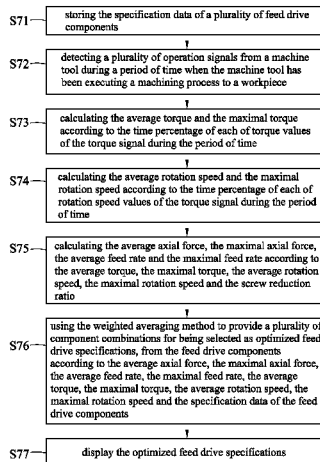 S71
storing the specification data of a plurality of feed drive
components
S72
detecting a plurality of operation signals from a machine
tool during a period of time when the machine tool has
been executing a machining process to a workpiece
S73
calculating the average torque and the maximal torque
according to the time percentage of each of torque values
of the torque signal during the period of time
S74
calculating the average rotation speed and the maximal
rotation speed according to the time percentage of each of
rotation speed values of the torque signal during the period
of time
S75
calculating the average axial force, the maximal axial force,
the average feed rate and the maximal feed rate according to
the average torque, the maximal torque, the average rotation
speed, the maximal rotation speed and the screw reduction
ratio
S76
using the weighted averaging method to provide a plurality of
component combinations for being selected as optimized feed
drive specifications, from the feed drive components
according to the average axial force, the maximal axial force,
the average feed rate, the maximal feed rate, the average
torque, the maximal torque, the average rotation speed, the
maximal rotation speed and the specification data of the feed
drive components
S77
display the optimized feed drive specifications